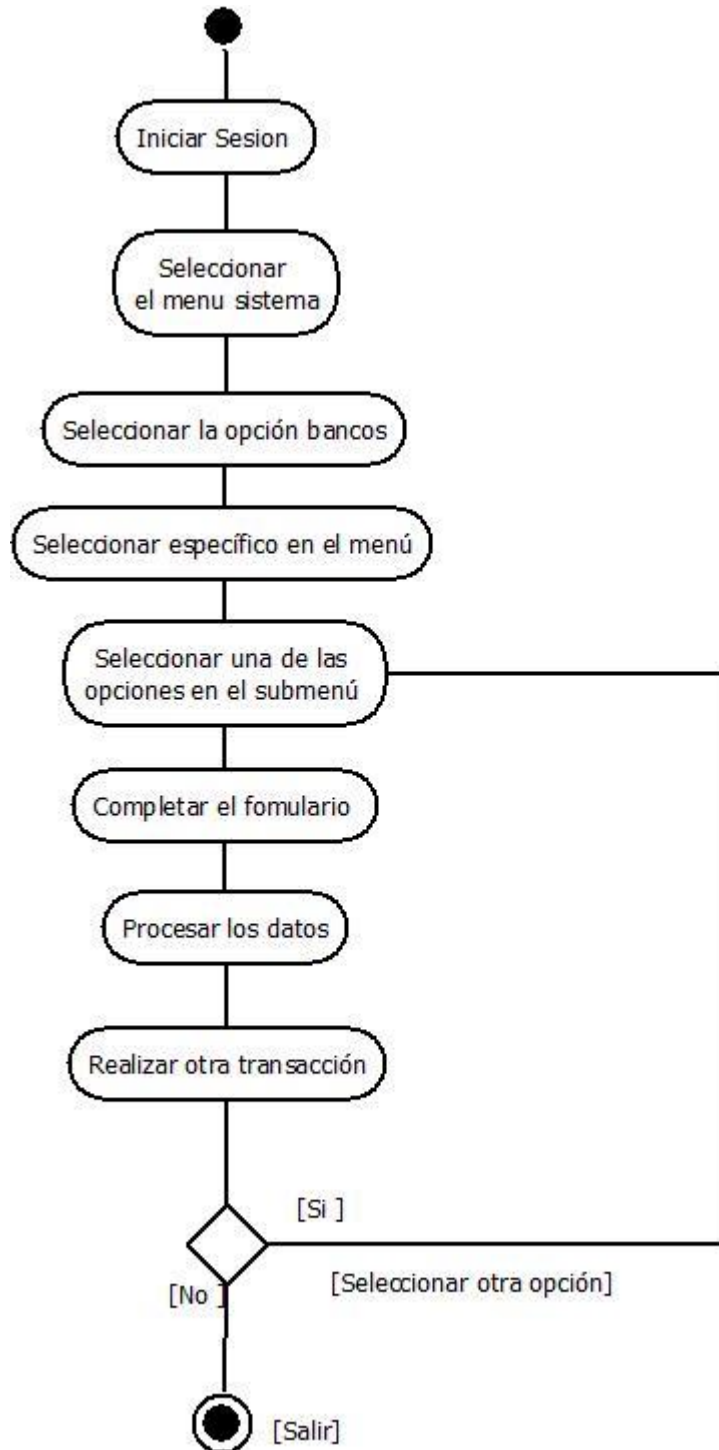 Iniciar Sesion
Seleccionar
el menu sistema
Seleccionar la opción bancos
Seleccionar específico en el menú
Seleccionar una de las
opciones en el submenú
Completar el fomulario
Procesar los datos
Realizar otra transacción
[Si ]
[Seleccionar otra opción]
[No ]
[Salir]